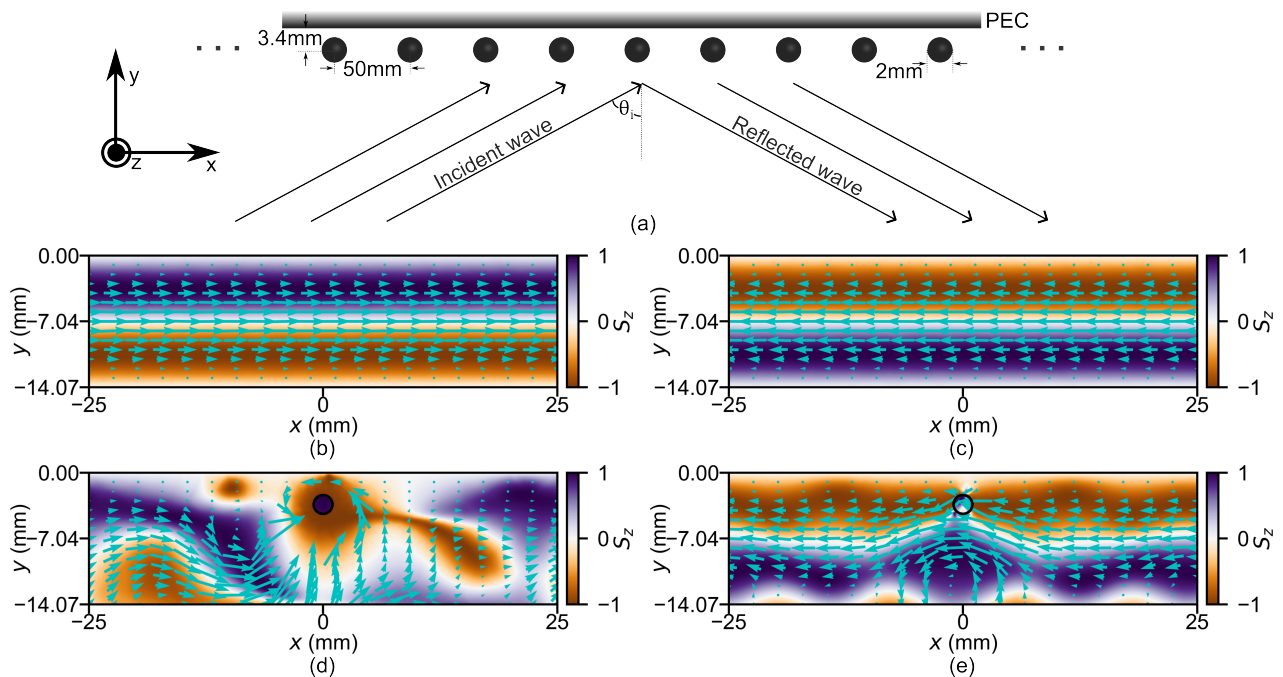 PEC
3.4mm
50mm
2mm
y
z
x
θi
Incident wave
Reflected wave
(a)
0.00
−7.04
−14.07
y (mm)
−25
0
25
x (mm)
1
0
−1
Sz
(b)
0.00
−7.04
−14.07
y (mm)
−25
0
25
x (mm)
1
0
−1
Sz
(c)
0.00
−7.04
−14.07
y (mm)
−25
0
25
x (mm)
1
0
−1
Sz
(d)
0.00
−7.04
−14.07
y (mm)
−25
0
25
x (mm)
1
0
−1
Sz
(e)